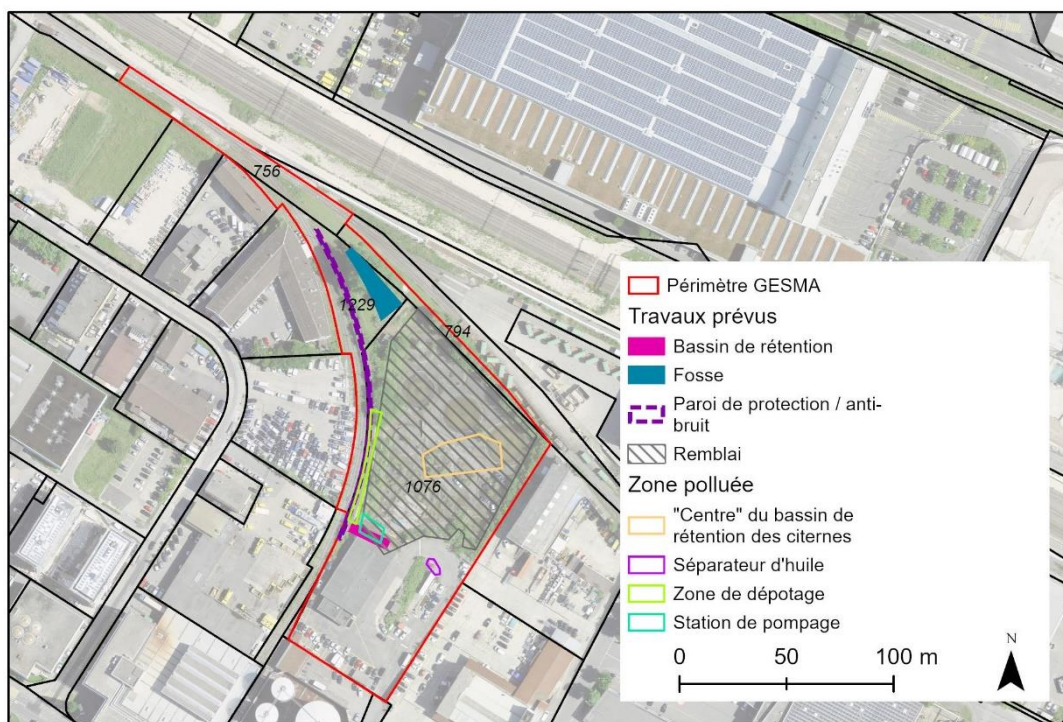 756
1229
794
1076
Périmètre GESMA
Travaux prévus
Bassin de rétention
Fosse
Paroi de protection / anti-
bruit
Remblai
Zone polluée
"Centre" du bassin de
rétention des citernes
Séparateur d'huile
Zone de dépotage
Station de pompage
0 50 100 m
N